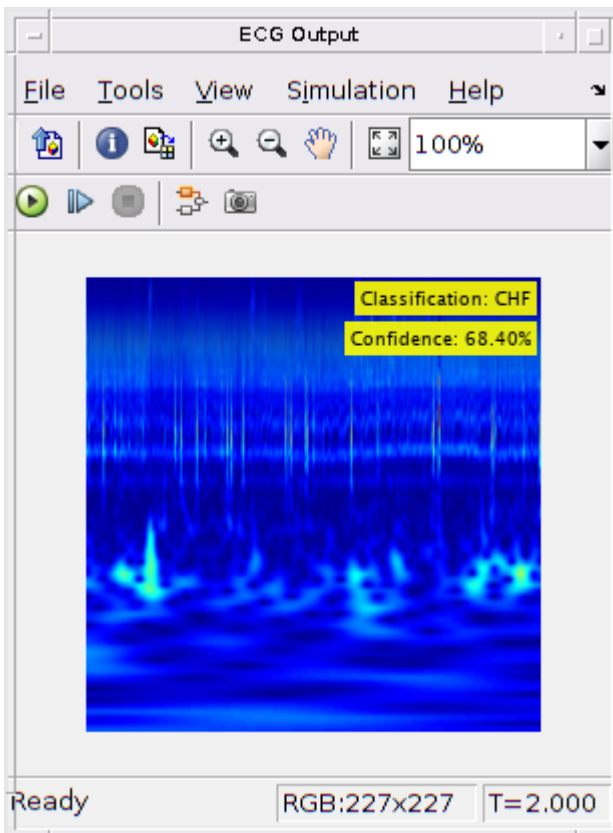 ECG Output
File Tools View Simulation Help
100%
Classification: CHF
Confidence: 68.40%
Ready RGB:227x227 T=2.000